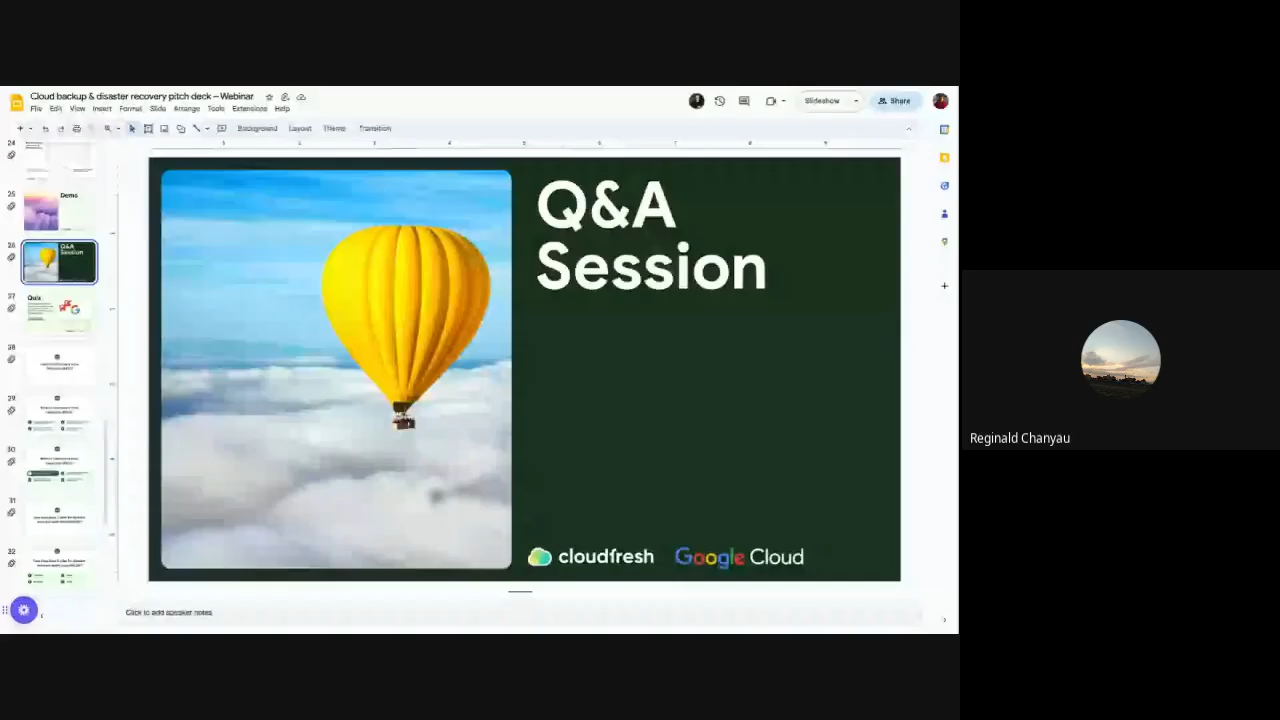 Cloud backup & disaster recovery pitch deck – Webinar
File Edit View Insert Format Slide Arrange Tools Extensions Help
Slideshow
Share
Background Layout Theme Transition
24
25
Demo
26
Q&A
Session
27
Quiz
28
29
30
31
32
Q&A
Session
cloudfresh Google Cloud
Click to add speaker notes
Reginald Chanyau